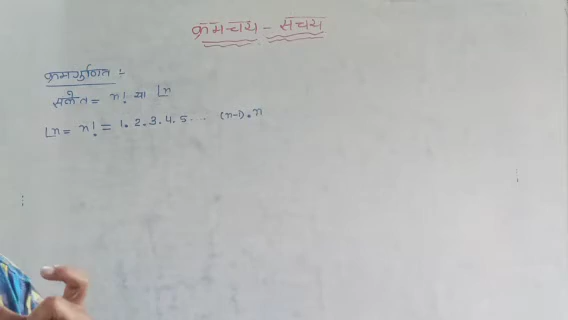 क्रमचय - संचय
क्रमगुणित :-
संकेत = n! या ⌊n
⌊n = n! = 1.2.3.4.5... (n-1).n